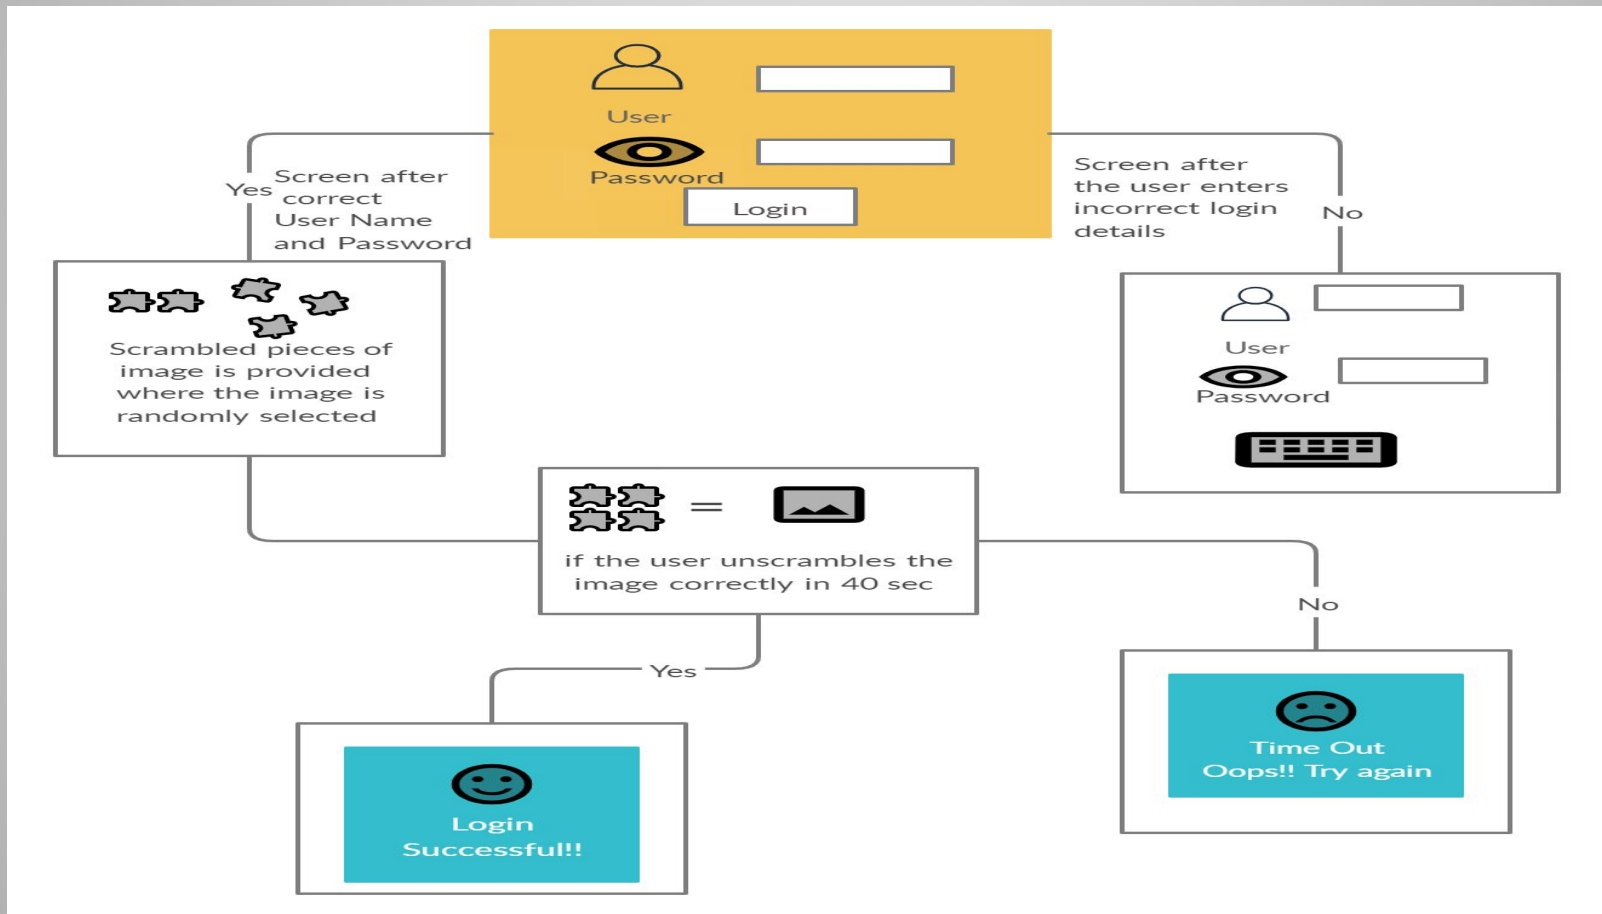 User
Password
Login
Yes
Screen after
correct
User Name
and Password
Screen after
the user enters
incorrect login
details
No
Scrambled pieces of
image is provided
where the image is
randomly selected
User
Password
if the user unscrambles the
image correctly in 40 sec
No
Yes
Time Out
Oops!! Try again
Login
Successful!!